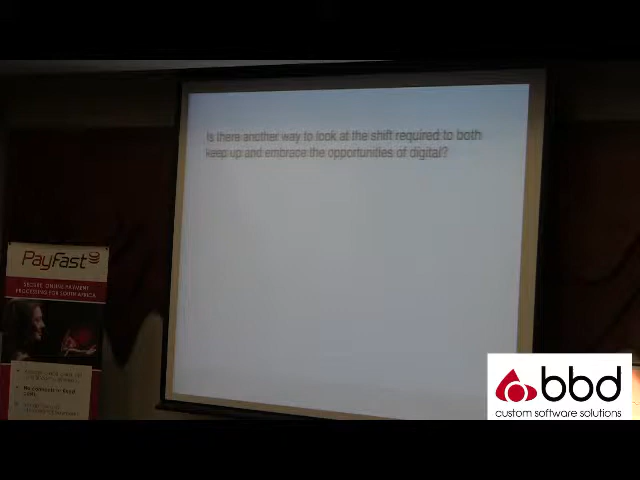 Is there another way to look at the shift required to both
keep up and embrace the opportunities of digital?
PayFast
SECURE ONLINE PAYMENT
PROCESSING FOR SOUTH AFRICA
bbd
custom software solutions